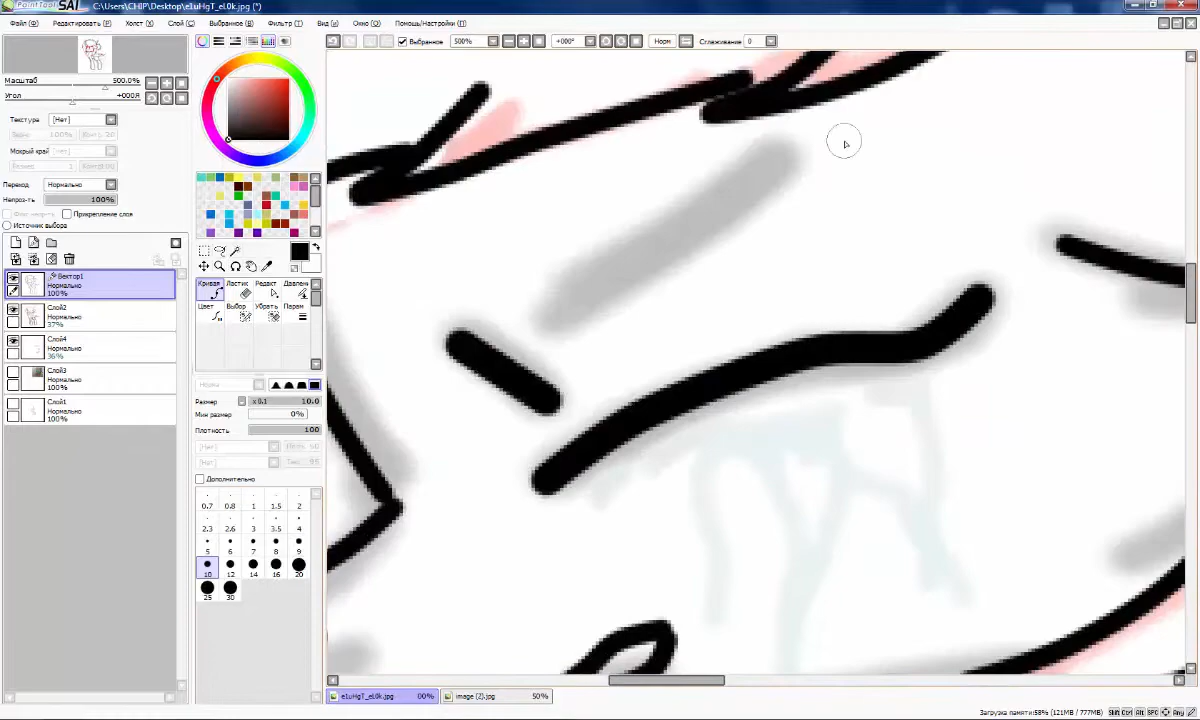 PaintTool SAI C:\Users\CHIP\Desktop\e1uHgT_eL0k.jpg (*)
Файл (F) Редактировать (P) Холст (X) Слой (C) Выбранное (B) Фильтр (T) Вид (и) Окно (O) Помощь/Настройки (П)
Выбранное 500% +000° Норм Сглаживание 0
Масштаб 500.0%
Угол +000Я
Текстура [Нет]
100%
Мокрый край [нет]
Переход Нормально
Непроз-ть 100%
Прикрепление слоя
Источник выбора
Вектор1
Нормально
100%
Слой2
Нормально
37%
Слой4
Нормально
36%
Слой3
Нормально
100%
Слой1
Нормально
100%
Кривая Ластик Редакт Давлен
Цвет Выбор Убрать Парам
Норма
Размер x 0.1 10.0
Мин размер 0%
Плотность 100
[Нет]
[Нет]
Дополнительно
0.7 0.8 1 1.5 2
2.3 2.6 3 3.5 4
5 6 7 8 9
10 12 14 16 20
25 30
e1uHgT_eL0k.jpg 00% image (2).jpg 50%
Загрузка памяти:58% (121MB / 777MB) Shift Ctrl Alt SPC Any